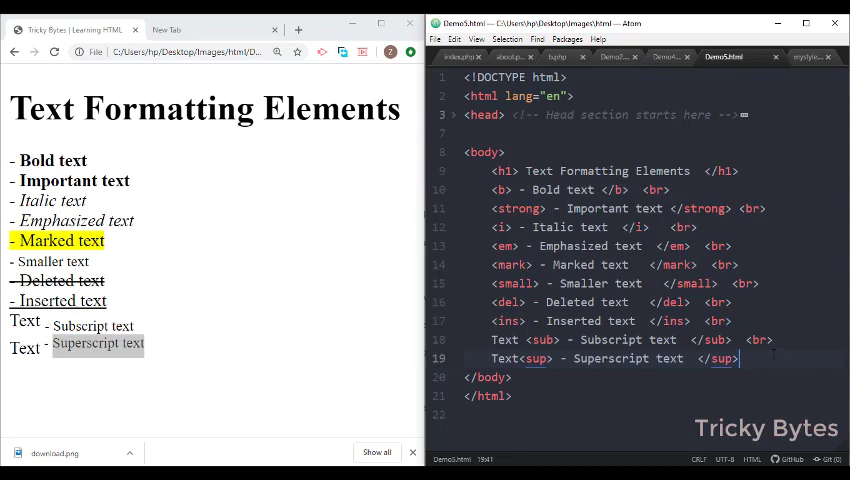 Tricky Bytes | Learning HTML
New Tab
File
C:/Users/hp/Desktop/Images/html/D...
Z
Text Formatting Elements
- Bold text
- Important text
- Italic text
- Emphasized text
- Marked text
- Smaller text
- Deleted text
- Inserted text
Text - Subscript text
Text - Superscript text
download.png
Show all
Demo5.html — C:\Users\hp\Desktop\Images\html — Atom
File Edit View Selection Find Packages Help
index.php
about.p...
b.php
Demo2...
Demo4...
Demo5.html
mystyle...
1 <!DOCTYPE html>
2 <html lang="en">
3 <head> <!-- Head section starts here -->
7
8 <body>
9 <h1> Text Formatting Elements </h1>
10 <b> - Bold text </b> <br>
11 <strong> - Important text </strong> <br>
12 <i> - Italic text </i> <br>
13 <em> - Emphasized text </em> <br>
14 <mark> - Marked text </mark> <br>
15 <small> - Smaller text </small> <br>
16 <del> - Deleted text </del> <br>
17 <ins> - Inserted text </ins> <br>
18 Text <sub> - Subscript text </sub> <br>
19 Text<sup> - Superscript text </sup>
20 </body>
21 </html>
22
Tricky Bytes
Demo5.html 19:41
CRLF UTF-8 HTML GitHub Git (0)